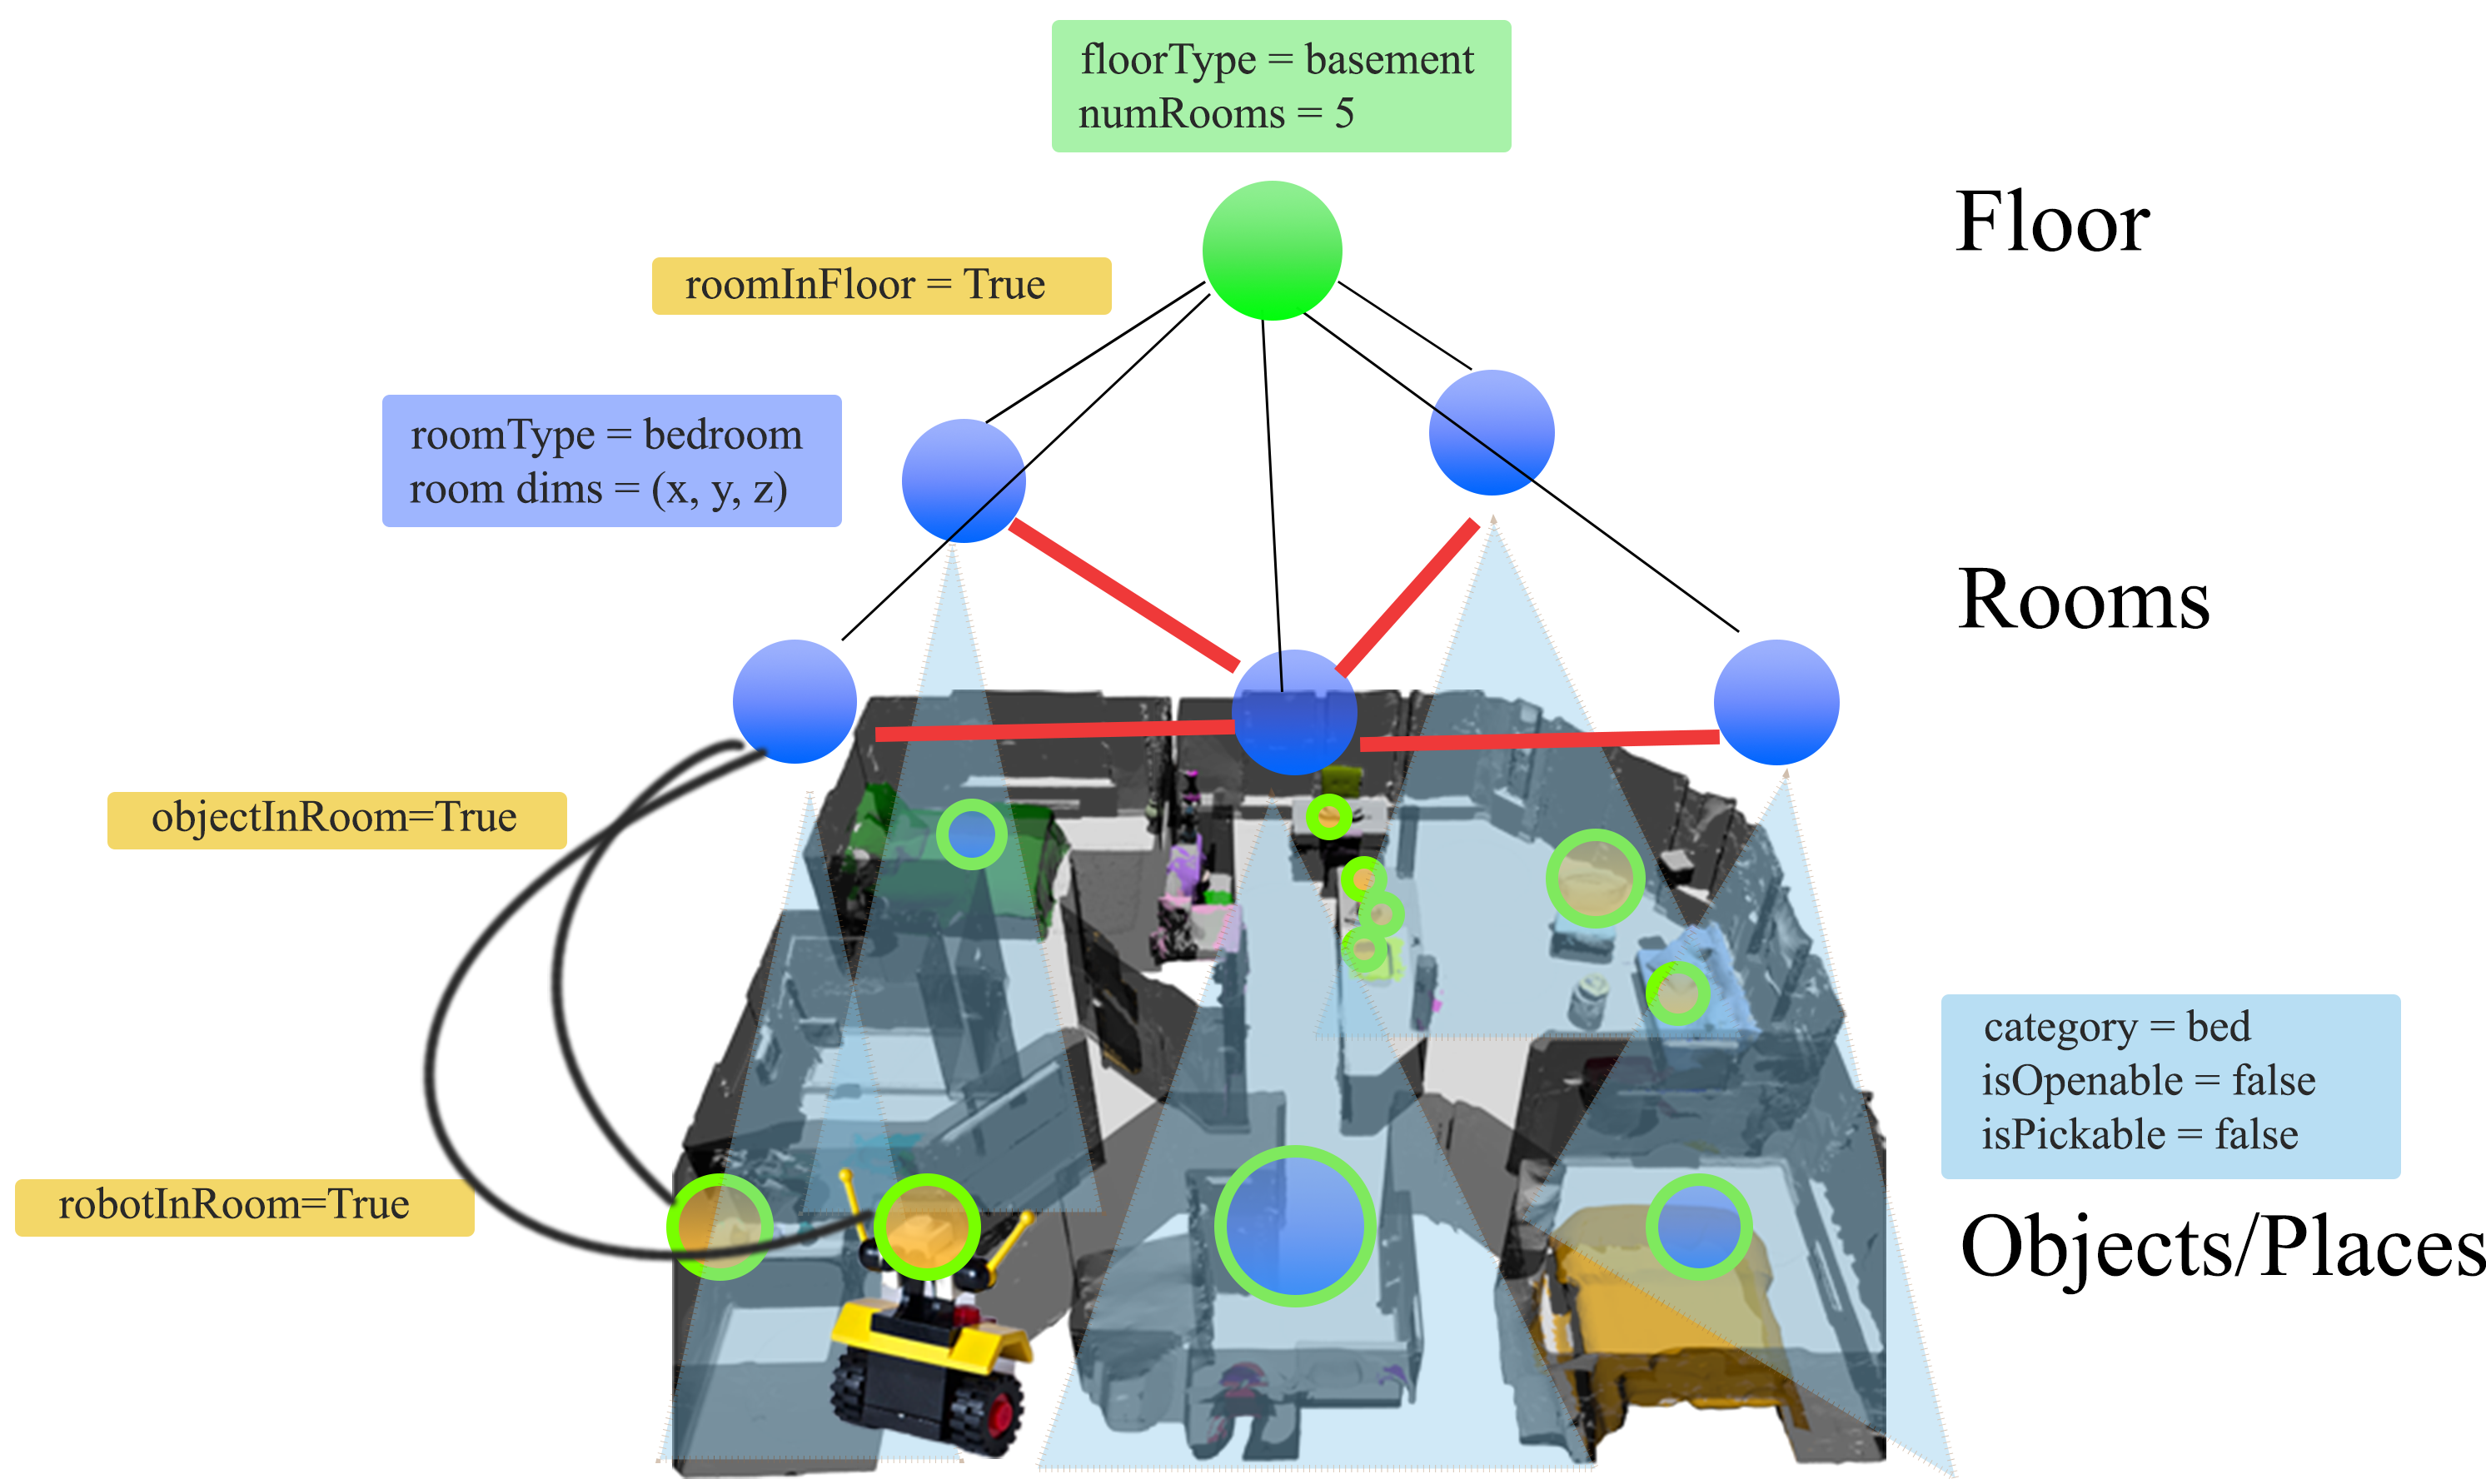 floorType = basement
numRooms = 5
Floor
roomInFloor = True
roomType = bedroom
room dims = (x, y, z)
Rooms
objectInRoom=True
category = bed
isOpenable = false
isPickable = false
robotInRoom=True
Objects/Places